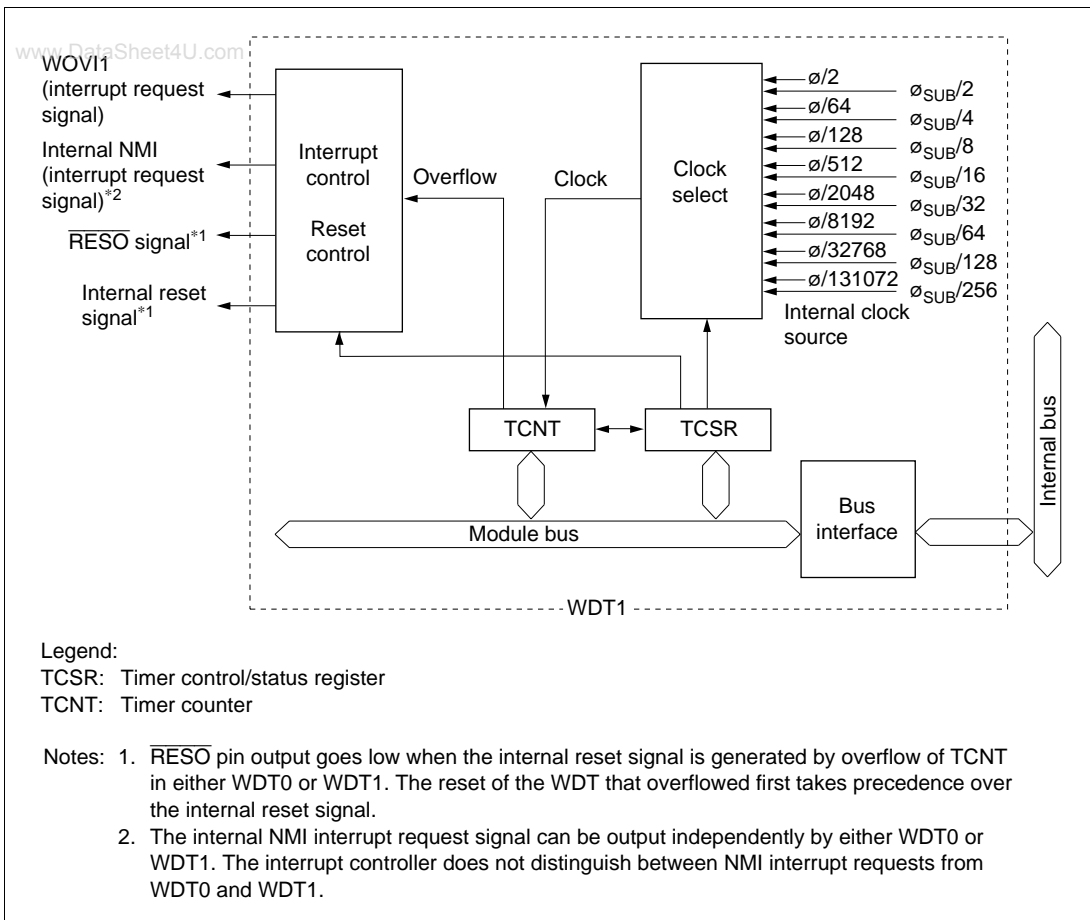 www.DataSheet4U.com
WOVI1
(interrupt request
signal)
Internal NMI
(interrupt request
signal)*2
RESO signal*1
Internal reset
signal*1
Interrupt
control
Reset
control
Overflow
Clock
Clock
select
ø/2
øSUB/2
ø/64
øSUB/4
ø/128
øSUB/8
ø/512
øSUB/16
ø/2048
øSUB/32
ø/8192
øSUB/64
ø/32768
øSUB/128
ø/131072
øSUB/256
Internal clock
source
TCNT
TCSR
Module bus
Bus
interface
Internal bus
WDT1
Legend:
TCSR: Timer control/status register
TCNT: Timer counter
Notes: 1. RESO pin output goes low when the internal reset signal is generated by overflow of TCNT
in either WDT0 or WDT1. The reset of the WDT that overflowed first takes precedence over
the internal reset signal.
2. The internal NMI interrupt request signal can be output independently by either WDT0 or
WDT1. The interrupt controller does not distinguish between NMI interrupt requests from
WDT0 and WDT1.